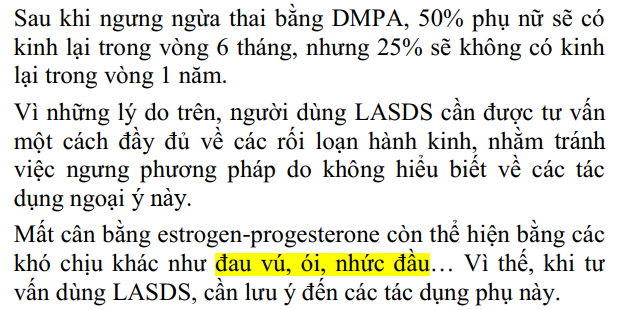 Sau khi ngưng ngừa thai bằng DMPA, 50% phụ nữ sẽ có
kinh lại trong vòng 6 tháng, nhưng 25% sẽ không có kinh
lại trong vòng 1 năm.
Vì những lý do trên, người dùng LASDS cần được tư vấn
một cách đầy đủ về các rối loạn hành kinh, nhằm tránh
việc ngưng phương pháp do không hiểu biết về các tác
dụng ngoại ý này.
Mất cân bằng estrogen-progesterone còn thể hiện bằng các
khó chịu khác như đau vú, ói, nhức đầu… Vì thế, khi tư
vấn dùng LASDS, cần lưu ý đến các tác dụng phụ này.